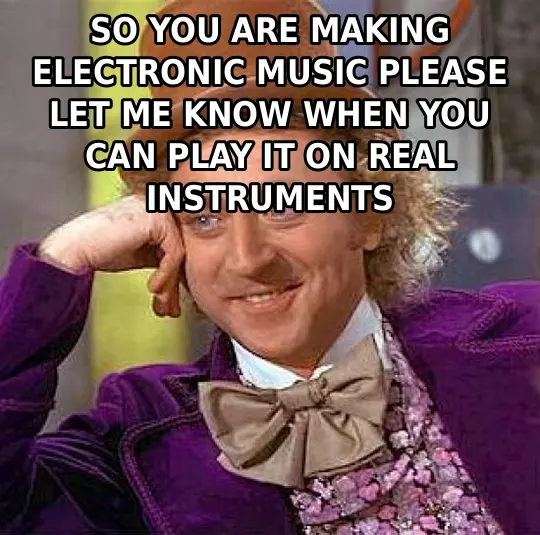 SO YOU ARE MAKING
ELECTRONIC MUSIC PLEASE
LET ME KNOW WHEN YOU
CAN PLAY IT ON REAL
INSTRUMENTS